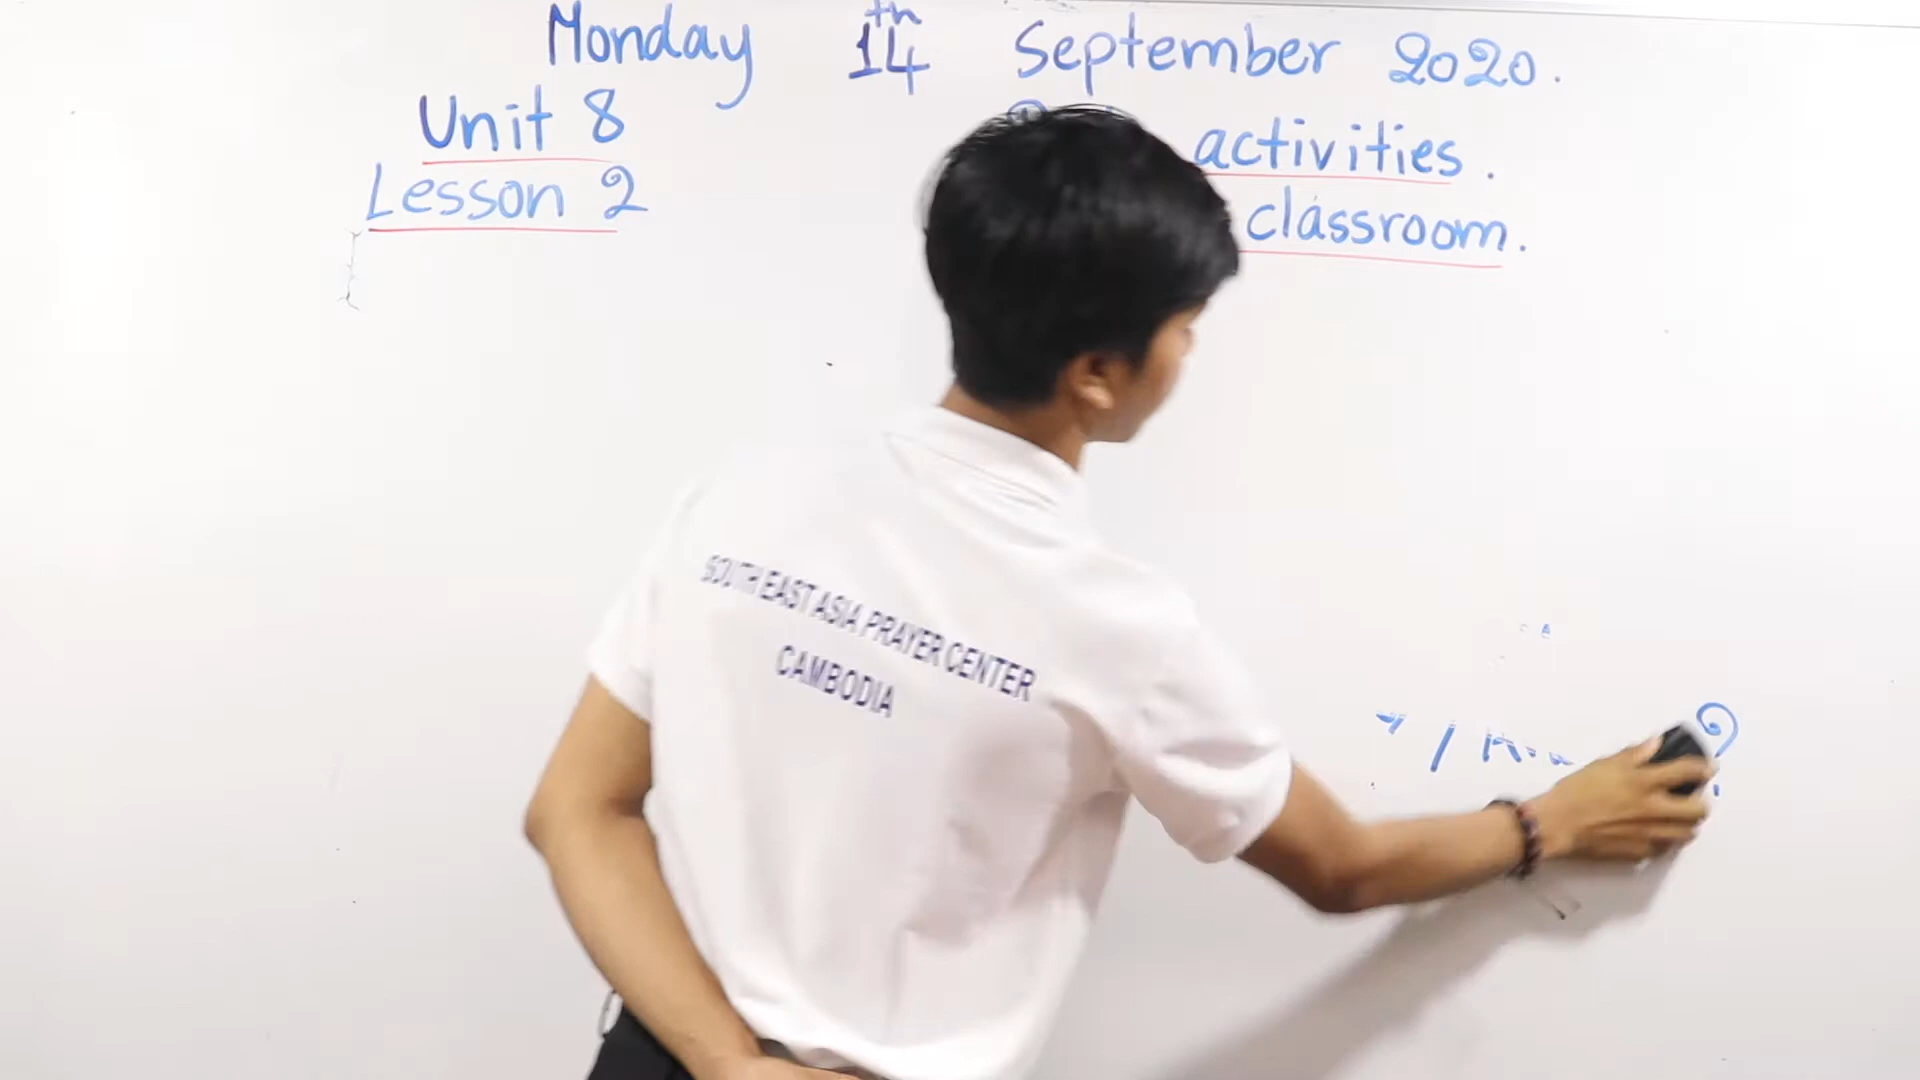 Monday 14th September 2020.
Unit 8
activities.
Lesson 2
classroom.
SOUTH EAST ASIA PRAYER CENTER
CAMBODIA
?